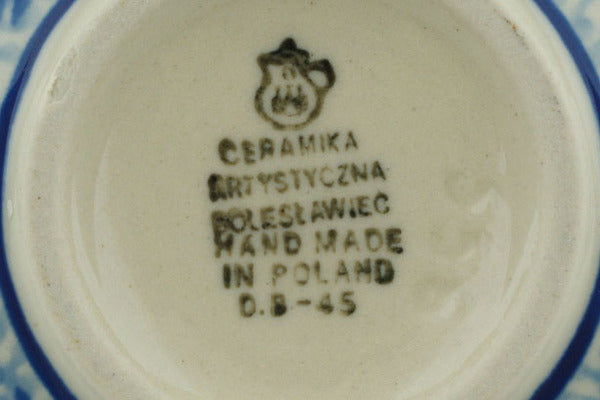 CERAMIKA
ARTYSTYCZNA
BOLESŁAWIEC
HAND MADE
IN POLAND
D.B-45